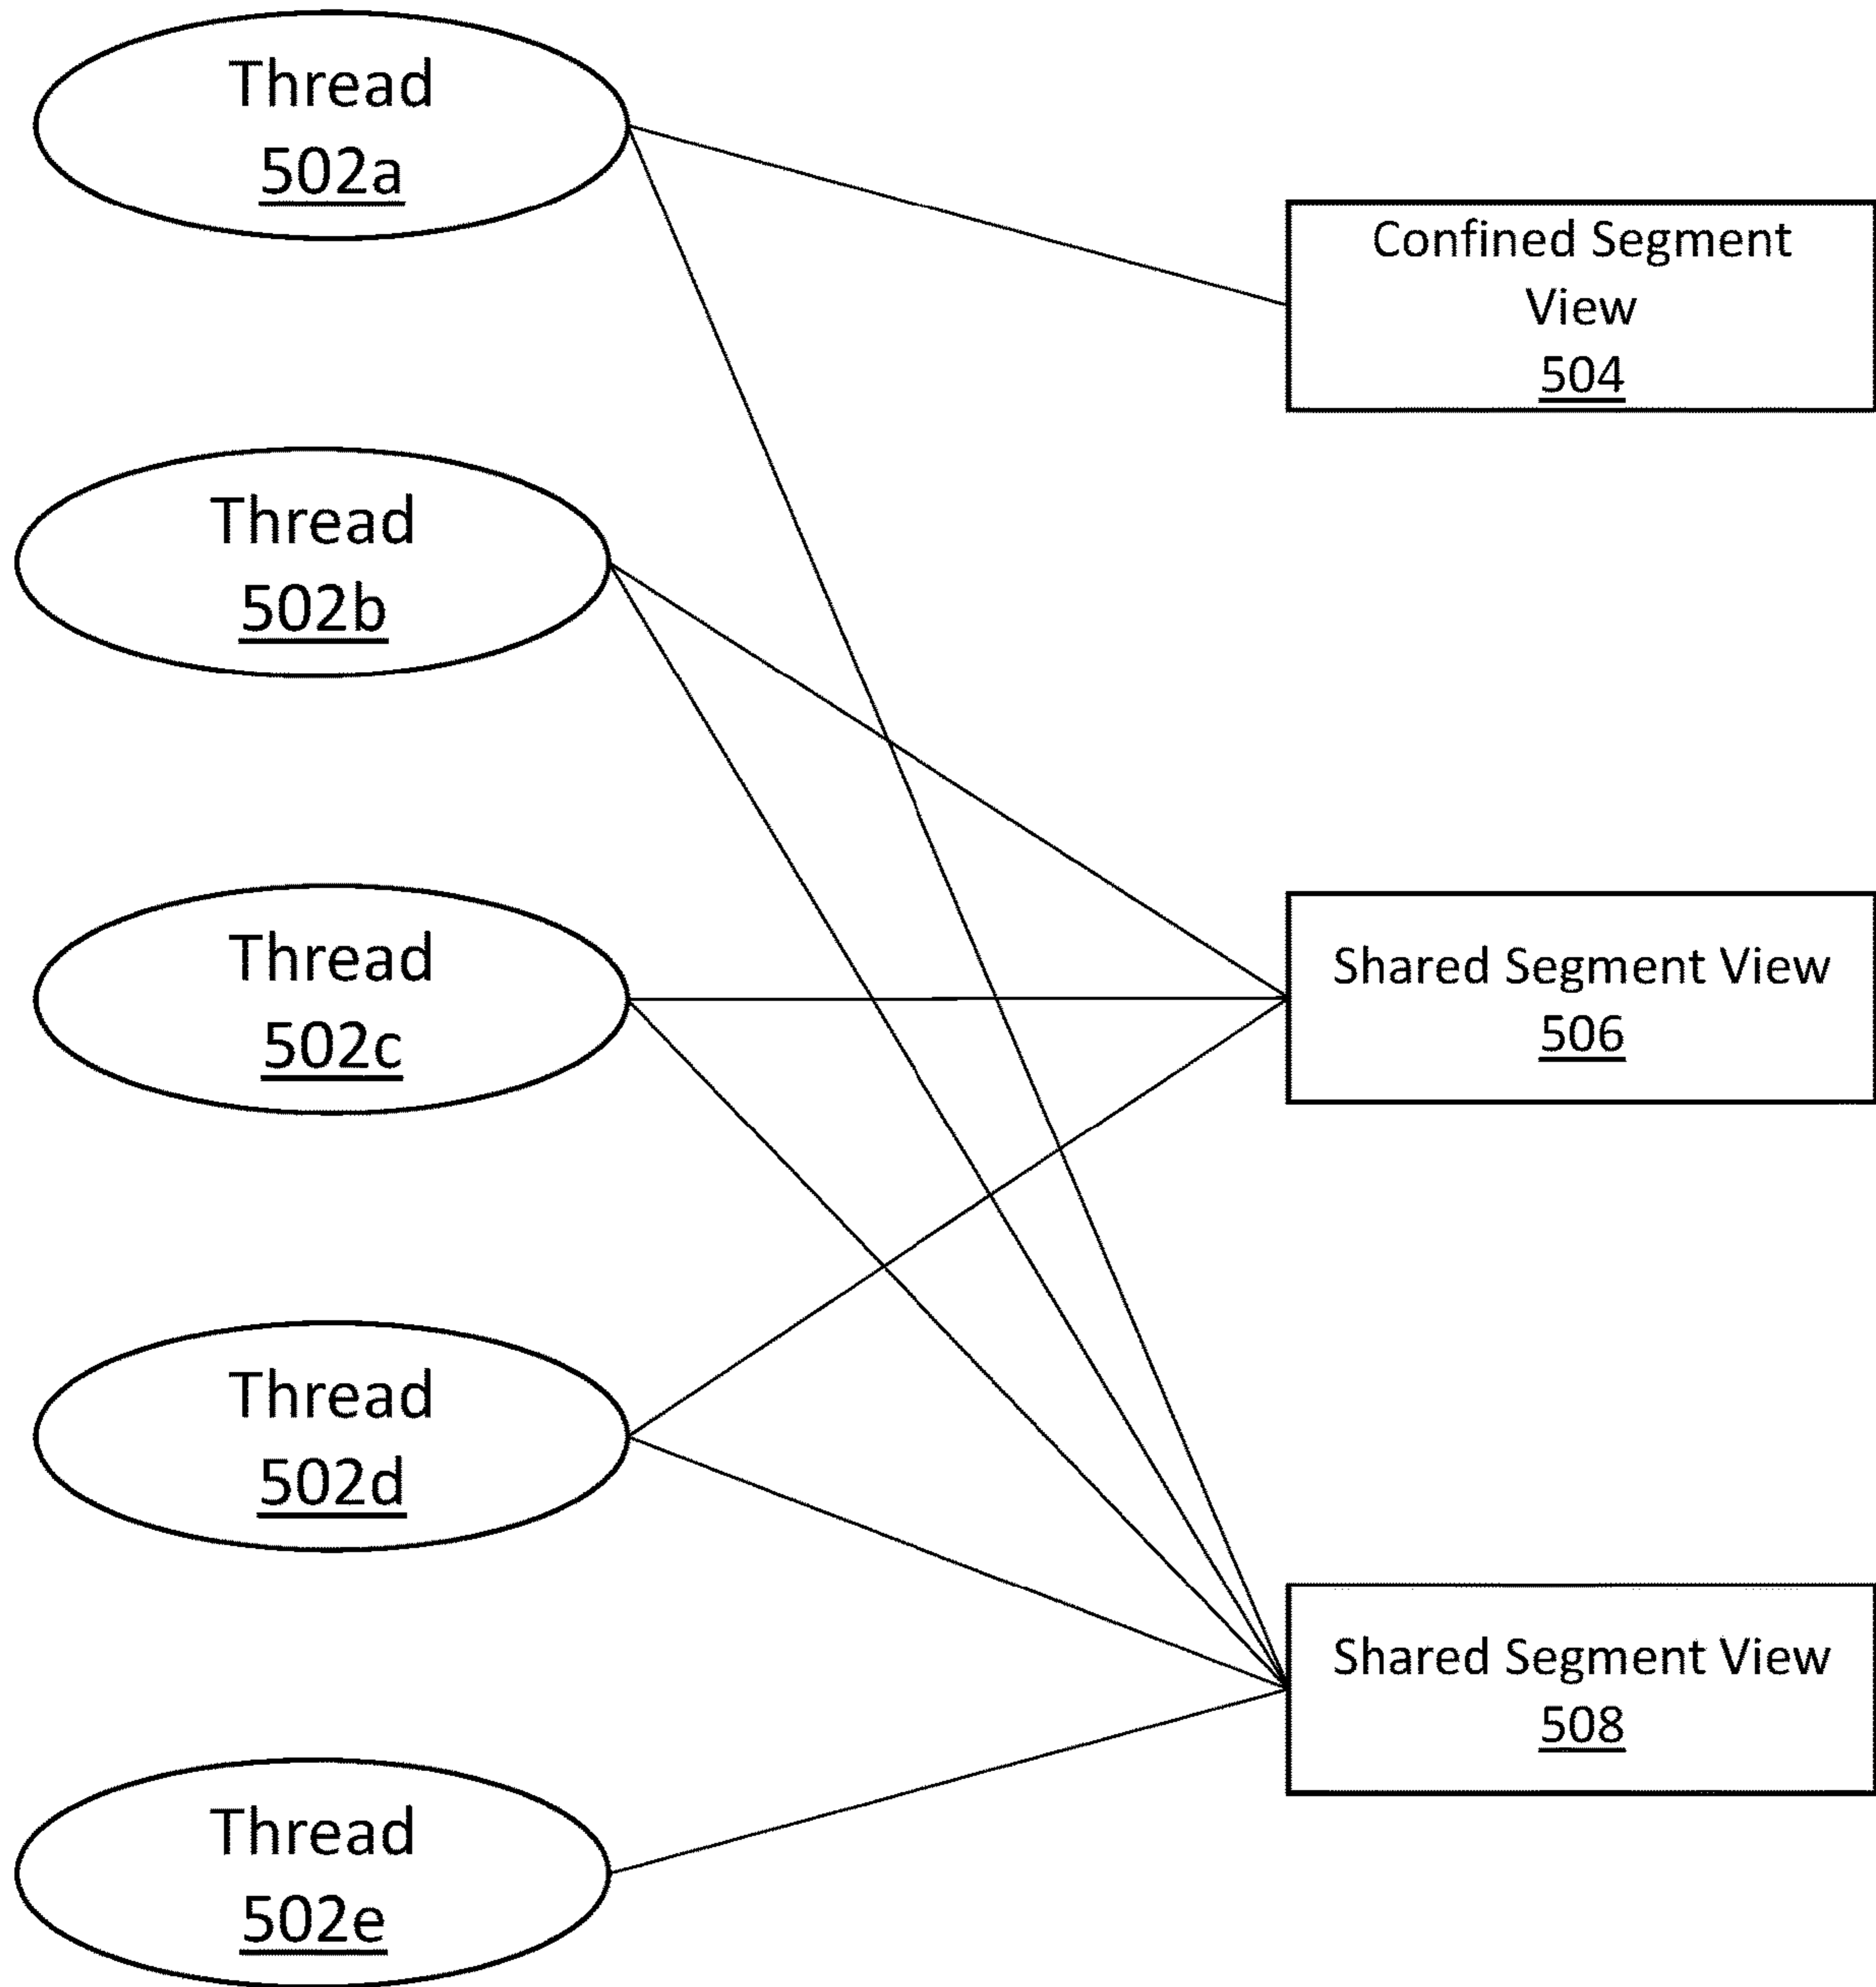 Thread
502a
Confined Segment
View
504
Thread
502b
Thread
502c
Shared Segment View
506
Thread
502d
Shared Segment View
508
Thread
502e